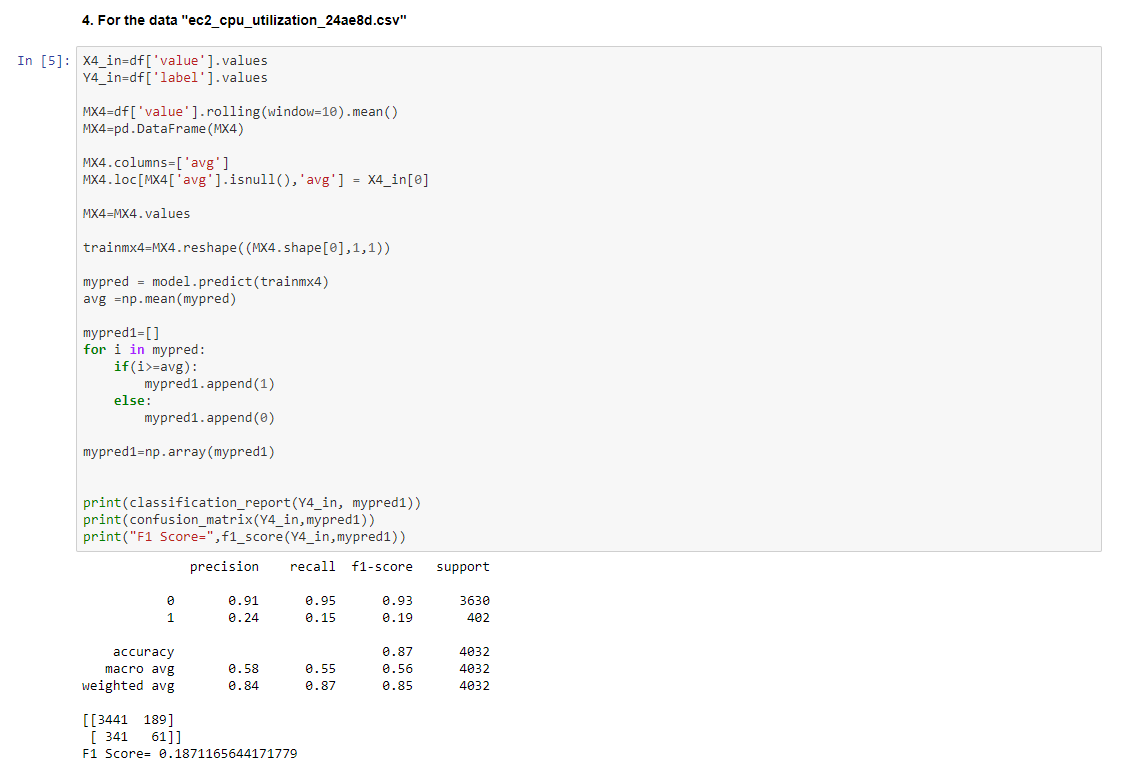 4. For the data "ec2_cpu_utilization_24ae8d.csv"
In [5]:
X4_in=df['value'].values
Y4_in=df['label'].values
MX4=df['value'].rolling(window=10).mean()
MX4=pd.DataFrame(MX4)
MX4.columns=['avg']
MX4.loc[MX4['avg'].isnull(),'avg'] = X4_in[0]
MX4=MX4.values
trainmx4=MX4.reshape((MX4.shape[0],1,1))
mypred = model.predict(trainmx4)
avg =np.mean(mypred)
mypred1=[]
for i in mypred:
    if(i>=avg):
        mypred1.append(1)
    else:
        mypred1.append(0)
mypred1=np.array(mypred1)
print(classification_report(Y4_in, mypred1))
print(confusion_matrix(Y4_in,mypred1))
print("F1 Score=",f1_score(Y4_in,mypred1))
              precision    recall  f1-score   support
           0       0.91      0.95      0.93      3630
           1       0.24      0.15      0.19       402
    accuracy                           0.87      4032
   macro avg       0.58      0.55      0.56      4032
weighted avg       0.84      0.87      0.85      4032
[[3441  189]
 [ 341   61]]
F1 Score= 0.1871165644171779